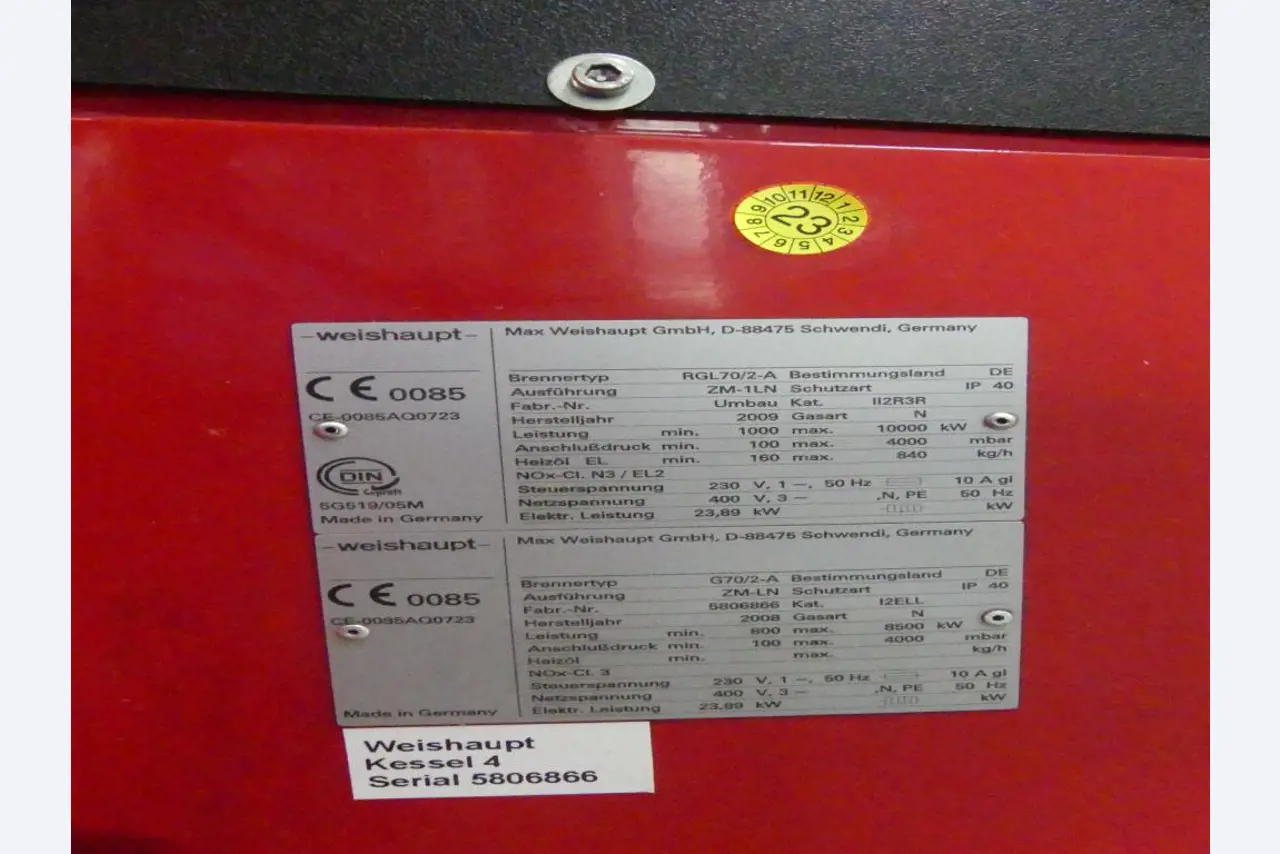 10 11 12 1 2 3 4 5 6 7 8 9
23
-weishaupt-
CE 0085
CE-0085AQ0723
DIN
Geprüft
5G519/05M
Made in Germany
Max Weishaupt GmbH, D-88475 Schwendi, Germany
Brennertyp RGL70/2-A Bestimmungsland DE
Ausführung ZM-1LN Schutzart IP 40
Fabr.-Nr. Umbau Kat. II2R3R
Herstelljahr 2009 Gasart N
Leistung min. 1000 max. 10000 kW
Anschlußdruck min. 100 max. 4000 mbar
Heizöl EL min. 160 max. 840 kg/h
NOx-Cl. N3 / EL2
Steuerspannung 230 V, 1 ~, 50 Hz 10 A gl
Netzspannung 400 V, 3 ~ ,N, PE 50 Hz
Elektr. Leistung 23,89 kW kW
-weishaupt-
CE 0085
CE-0085AQ0723
Made in Germany
Max Weishaupt GmbH, D-88475 Schwendi, Germany
Brennertyp G70/2-A Bestimmungsland DE
Ausführung ZM-LN Schutzart IP 40
Fabr.-Nr. 5806866 Kat. I2ELL
Herstelljahr 2008 Gasart N
Leistung min. 800 max. 8500 kW
Anschlußdruck min. 100 max. 4000 mbar
Heizöl min. max. kg/h
NOx-Cl. 3
Steuerspannung 230 V, 1 ~, 50 Hz 10 A gl
Netzspannung 400 V, 3 ~ ,N, PE 50 Hz
Elektr. Leistung 23,89 kW kW
Weishaupt
Kessel 4
Serial 5806866